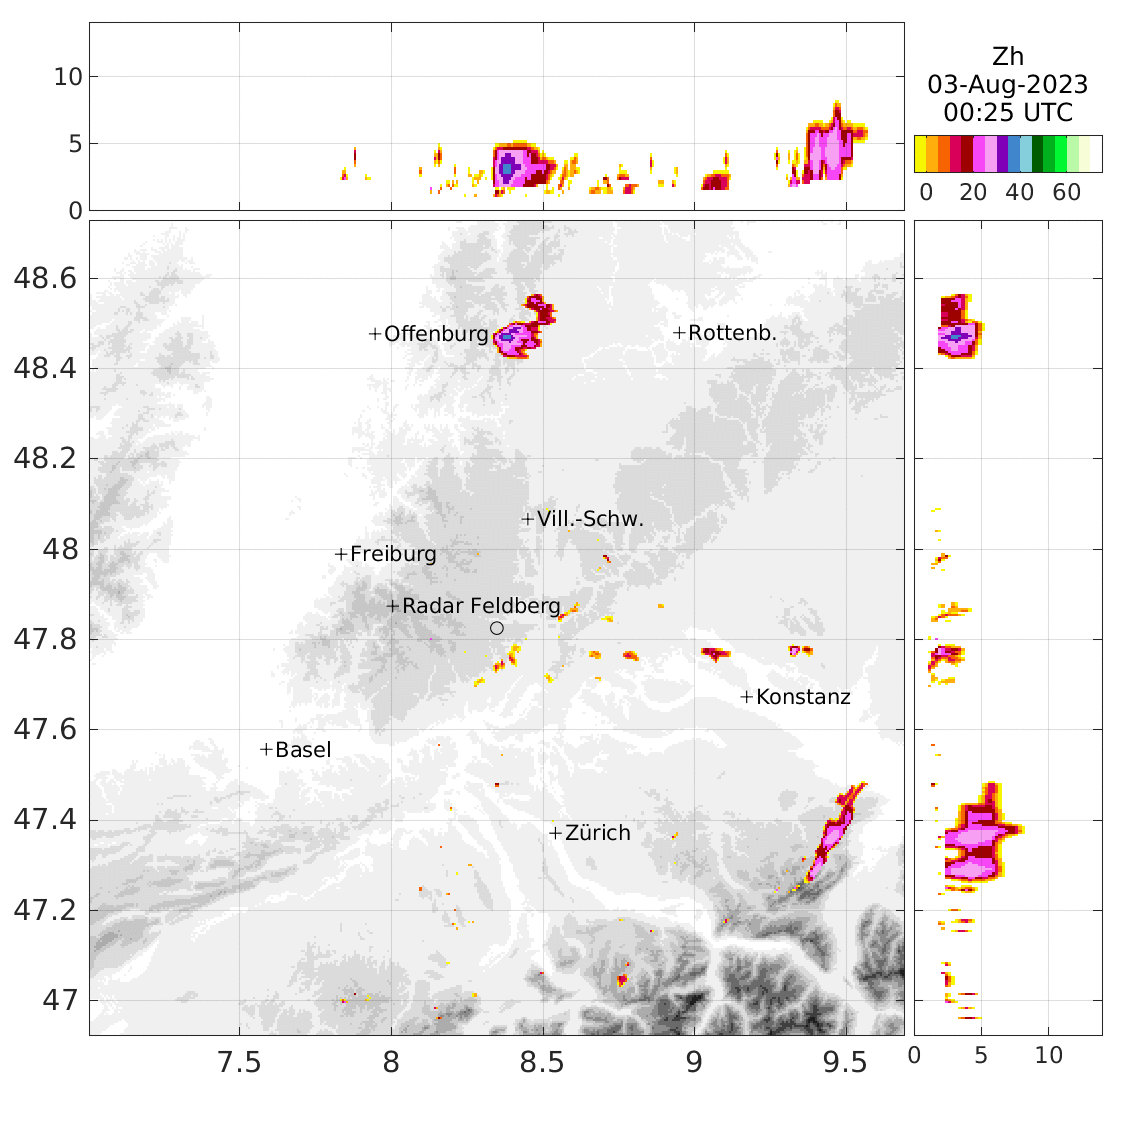 Zh
03-Aug-2023
00:25 UTC
0 20 40 60
10
5
0
48.6
48.4
48.2
48
47.8
47.6
47.4
47.2
47
Offenburg
Rottenb.
Vill.-Schw.
Freiburg
Radar Feldberg
Konstanz
Basel
Zürich
7.5 8 8.5 9 9.5
0 5 10